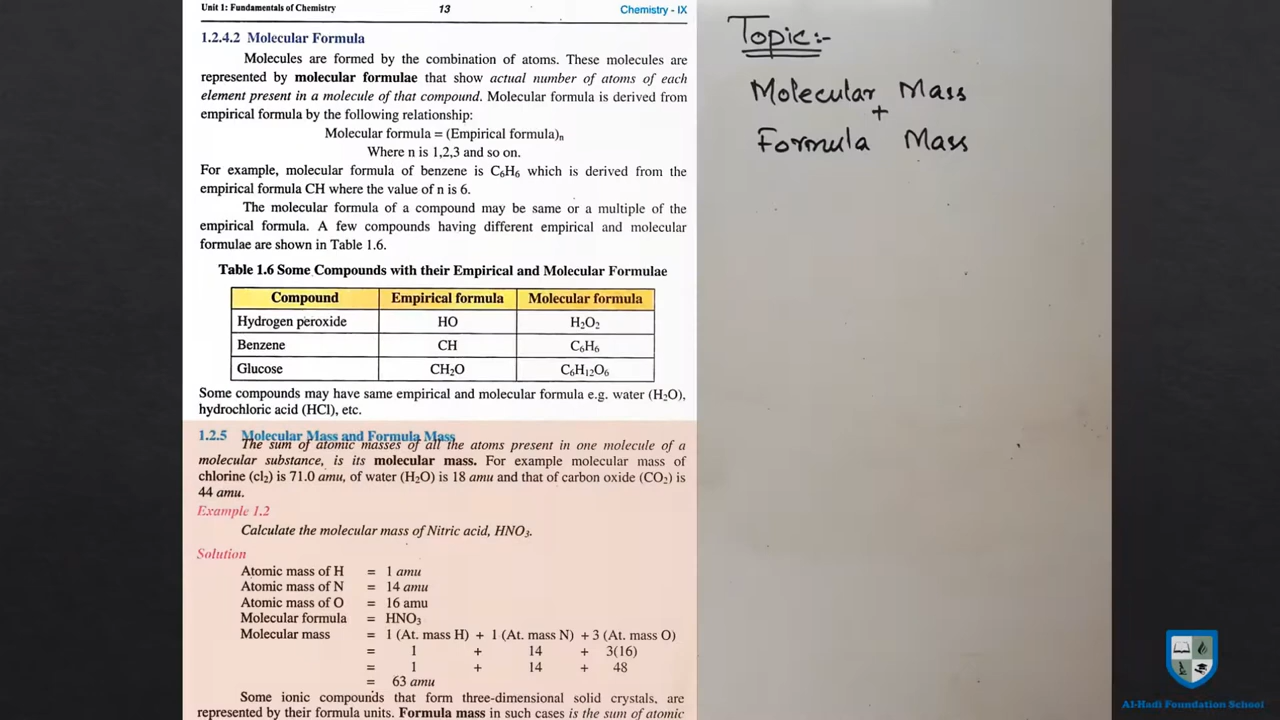 Unit 1: Fundamentals of Chemistry 13 Chemistry - IX
1.2.4.2 Molecular Formula
Molecules are formed by the combination of atoms. These molecules are
represented by molecular formulae that show actual number of atoms of each
element present in a molecule of that compound. Molecular formula is derived from
empirical formula by the following relationship:
Molecular formula = (Empirical formula)n
Where n is 1,2,3 and so on.
For example, molecular formula of benzene is C₆H₆ which is derived from the
empirical formula CH where the value of n is 6.
The molecular formula of a compound may be same or a multiple of the
empirical formula. A few compounds having different empirical and molecular
formulae are shown in Table 1.6.
Table 1.6 Some Compounds with their Empirical and Molecular Formulae
Compound Empirical formula Molecular formula
Hydrogen peroxide HO H₂O₂
Benzene CH C₆H₆
Glucose CH₂O C₆H₁₂O₆
Some compounds may have same empirical and molecular formula e.g. water (H₂O),
hydrochloric acid (HCl), etc.
1.2.5 Molecular Mass and Formula Mass
The sum of atomic masses of all the atoms present in one molecule of a
molecular substance, is its molecular mass. For example molecular mass of
chlorine (cl₂) is 71.0 amu, of water (H₂O) is 18 amu and that of carbon oxide (CO₂) is
44 amu.
Example 1.2
Calculate the molecular mass of Nitric acid, HNO₃.
Solution
Atomic mass of H = 1 amu
Atomic mass of N = 14 amu
Atomic mass of O = 16 amu
Molecular formula = HNO₃
Molecular mass = 1 (At. mass H) + 1 (At. mass N) + 3 (At. mass O)
= 1 + 14 + 3(16)
= 1 + 14 + 48
= 63 amu
Some ionic compounds that form three-dimensional solid crystals, are
represented by their formula units. Formula mass in such cases is the sum of atomic
Topic:-
Molecular Mass
+
Formula Mass
Al-Hadi Foundation School